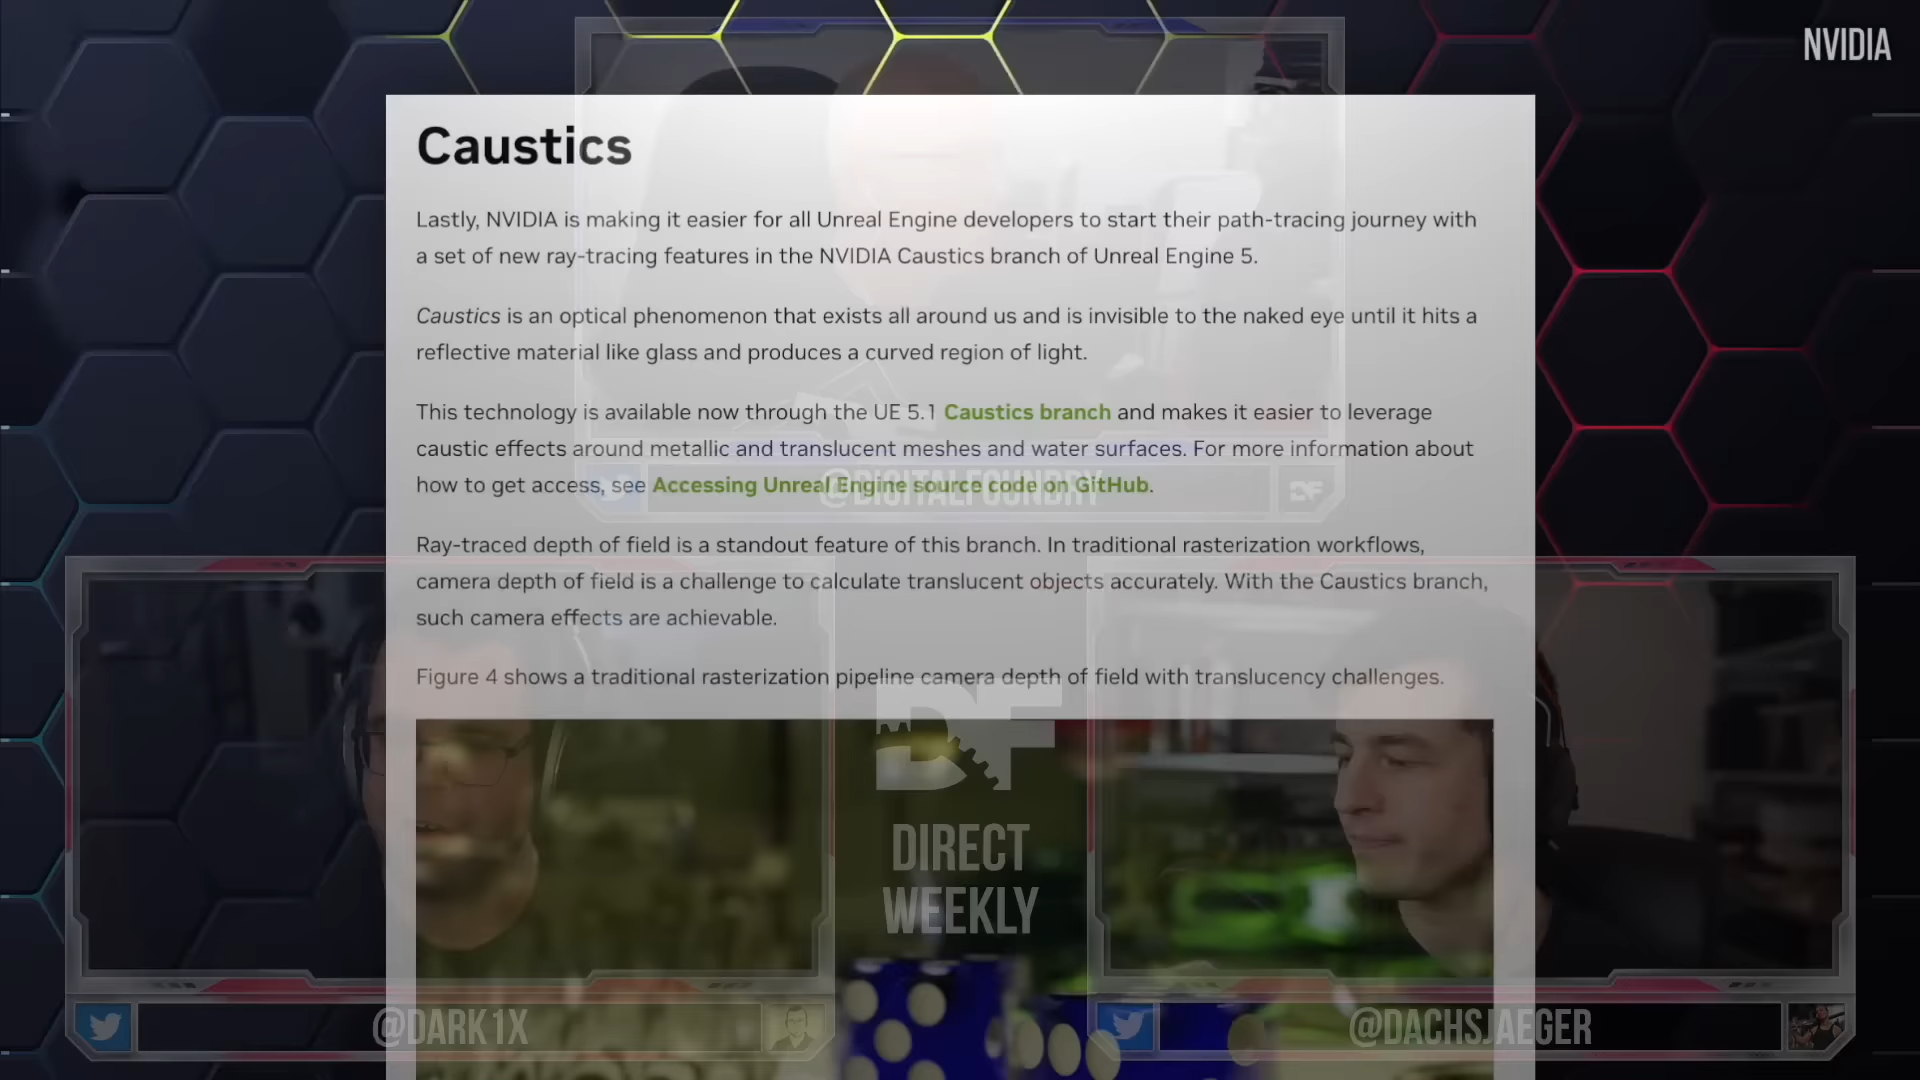 NVIDIA
Caustics
Lastly, NVIDIA is making it easier for all Unreal Engine developers to start their path-tracing journey with
a set of new ray-tracing features in the NVIDIA Caustics branch of Unreal Engine 5.
Caustics is an optical phenomenon that exists all around us and is invisible to the naked eye until it hits a
reflective material like glass and produces a curved region of light.
This technology is available now through the UE 5.1 Caustics branch and makes it easier to leverage
caustic effects around metallic and translucent meshes and water surfaces. For more information about
how to get access, see Accessing Unreal Engine source code on GitHub.
@DIGITALFOUNDRY
DF
Ray-traced depth of field is a standout feature of this branch. In traditional rasterization workflows,
camera depth of field is a challenge to calculate translucent objects accurately. With the Caustics branch,
such camera effects are achievable.
Figure 4 shows a traditional rasterization pipeline camera depth of field with translucency challenges.
DF
DIRECT
WEEKLY
@DARK1X
@DACHSJAEGER